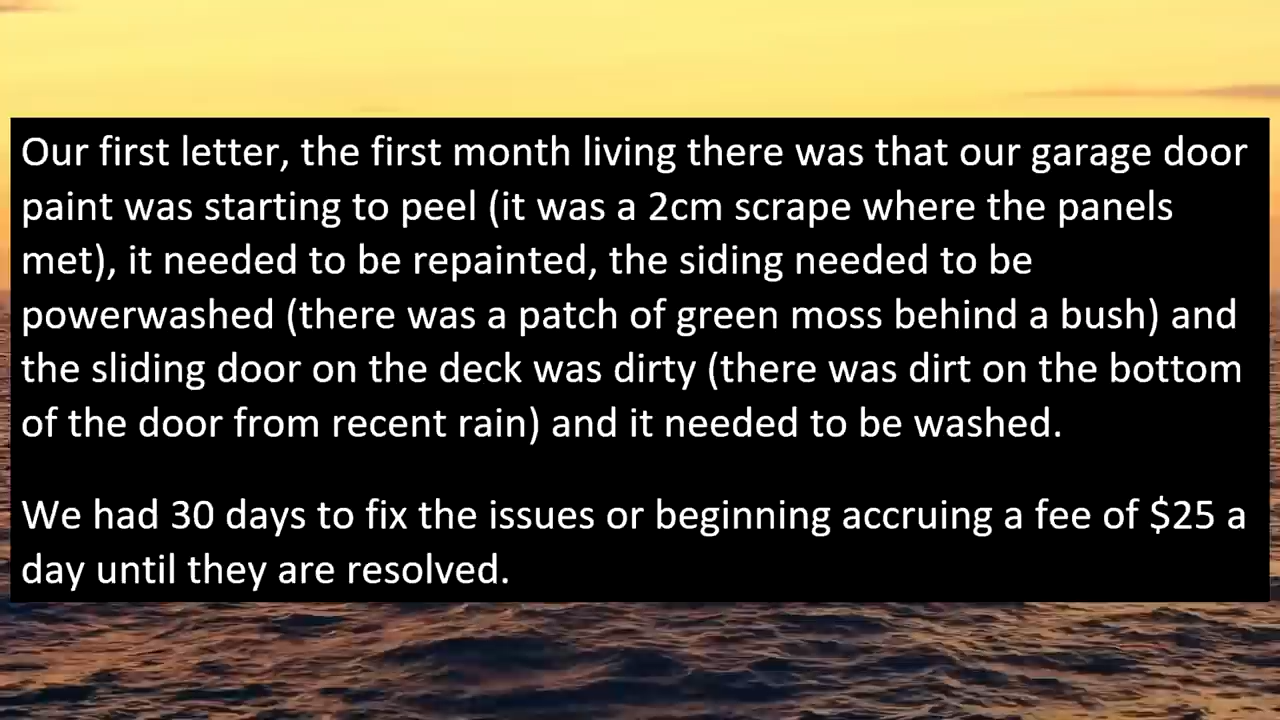 Our first letter, the first month living there was that our garage door
paint was starting to peel (it was a 2cm scrape where the panels
met), it needed to be repainted, the siding needed to be
powerwashed (there was a patch of green moss behind a bush) and
the sliding door on the deck was dirty (there was dirt on the bottom
of the door from recent rain) and it needed to be washed.
We had 30 days to fix the issues or beginning accruing a fee of $25 a
day until they are resolved.